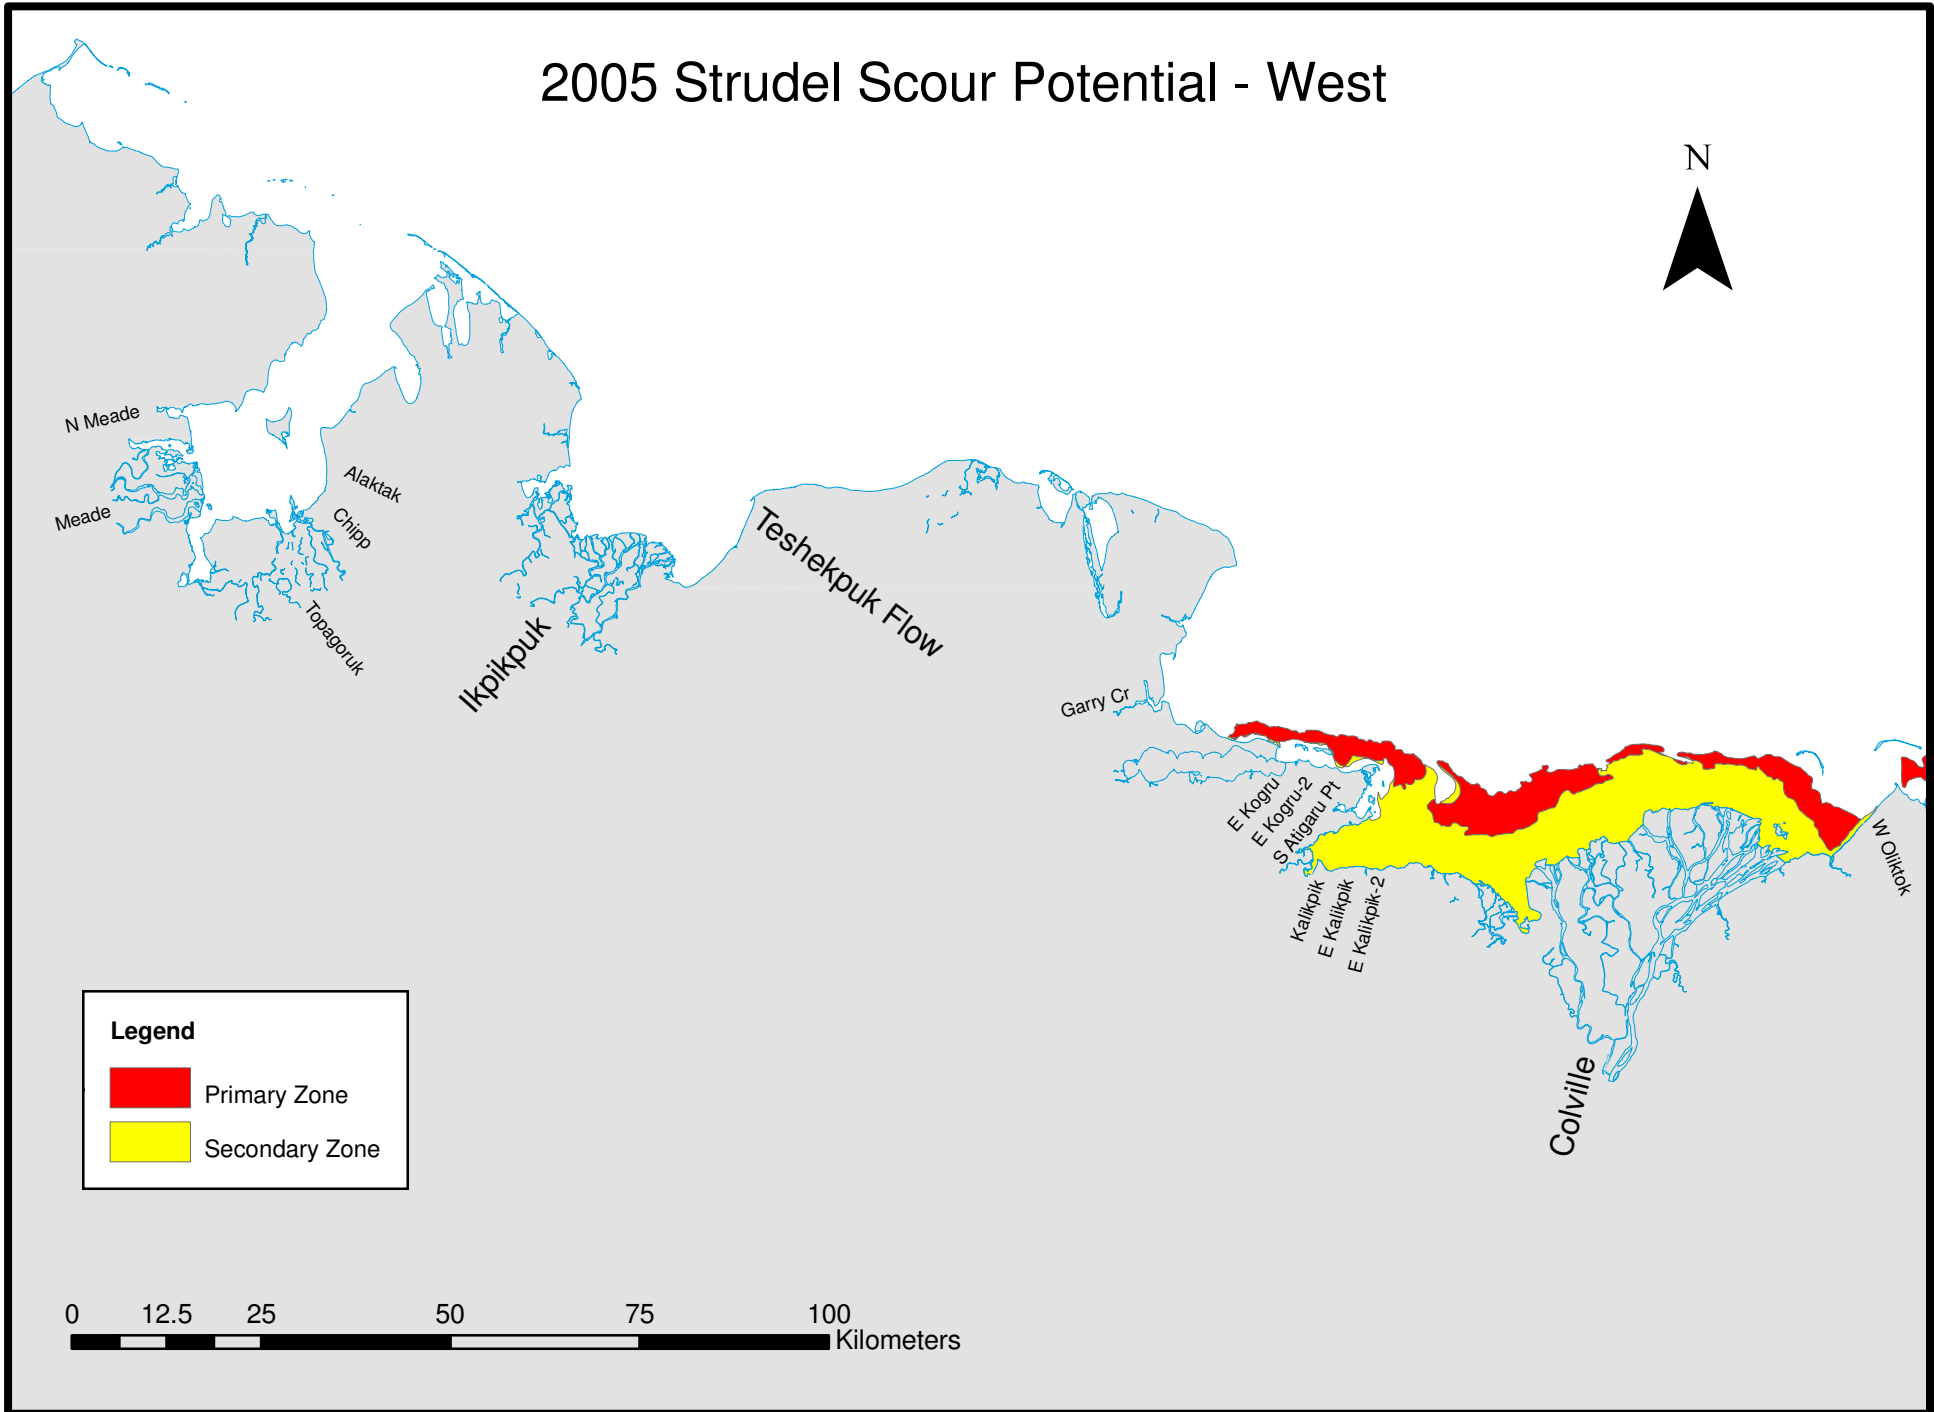 2005 Strudel Scour Potential - West
N
N Meade
Meade
Alaktak
Chipp
Topagoruk
Ikpikpuk
Teshekpuk Flow
Garry Cr
E Kogru
E Kogru-2
S Atigaru Pt
Kalikpik
E Kalikpik
E Kalikpik-2
W Oliktok
Colville
Legend
Primary Zone
Secondary Zone
0 12.5 25 50 75 100
Kilometers